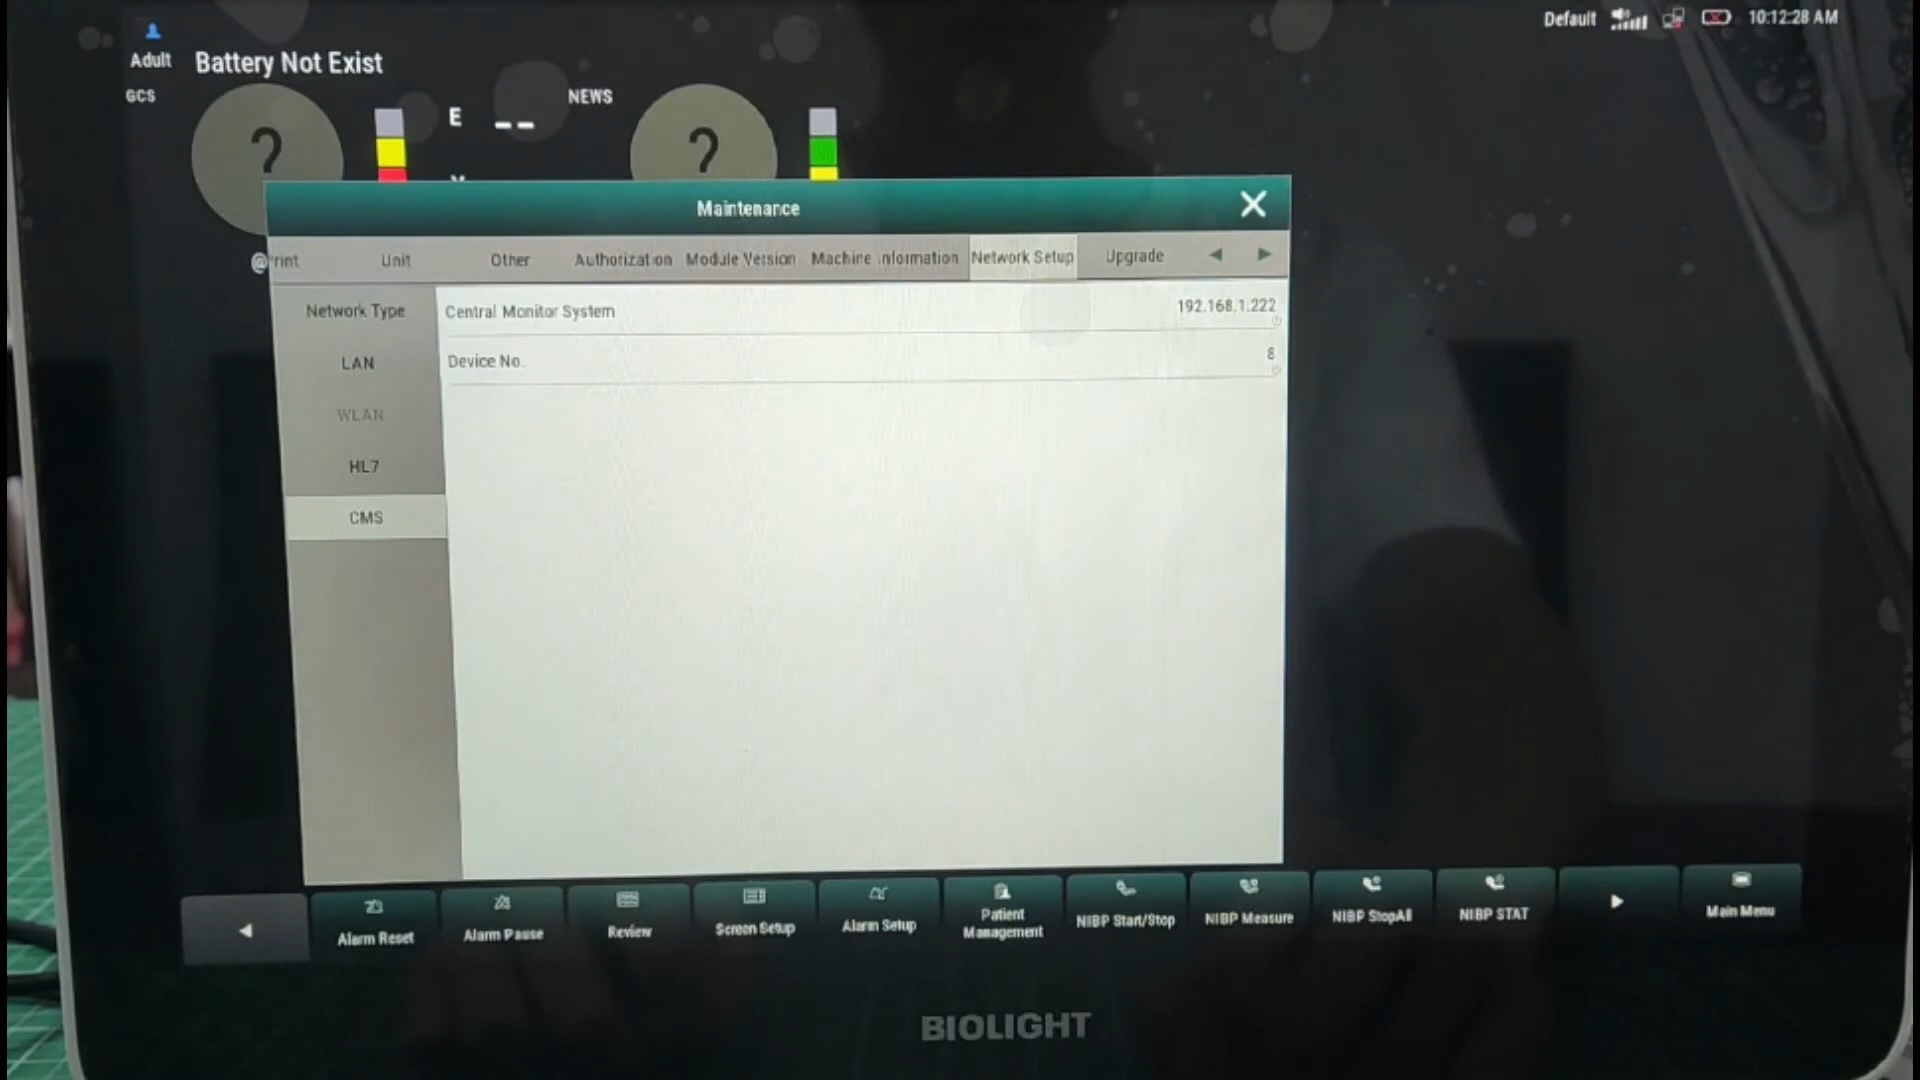 Default 10:12:28 AM
Adult Battery Not Exist
GCS
NEWS
E --
? ?
Maintenance
Unit Other Authorization Module Version Machine Information Network Setup Upgrade
Network Type
Central Monitor System 192.168.1.222
LAN
Device No. 8
WLAN
HL7
CMS
Alarm Reset
Alarm Pause
Review
Screen Setup
Alarm Setup
Patient Management
NIBP Start/Stop
NIBP Measure
NIBP StopAll
NIBP STAT
Main Menu
BIOLIGHT